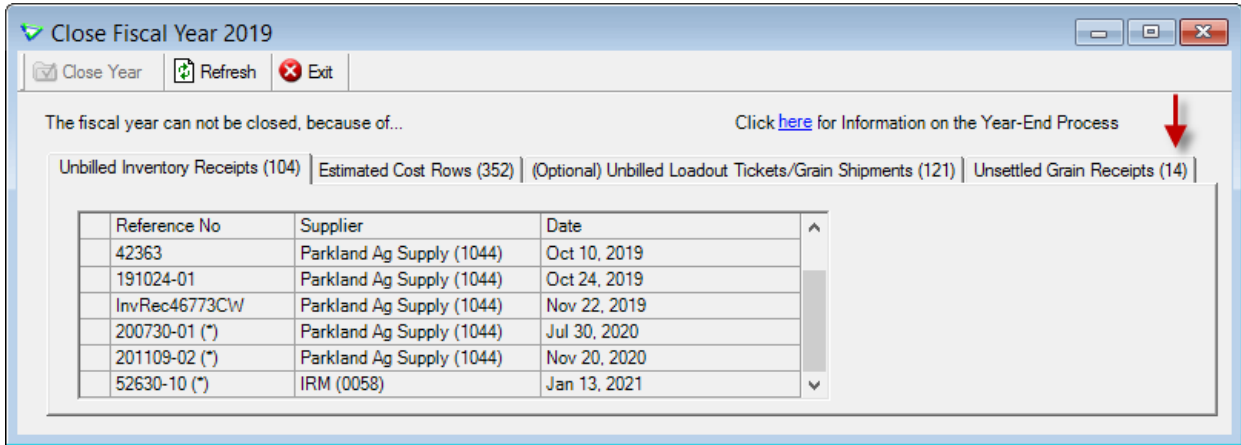 Close Fiscal Year 2019
Close Year Refresh Exit
The fiscal year can not be closed, because of... Click here for Information on the Year-End Process
Unbilled Inventory Receipts (104) Estimated Cost Rows (352) (Optional) Unbilled Loadout Tickets/Grain Shipments (121) Unsettled Grain Receipts (14)
Reference No Supplier Date
42363 Parkland Ag Supply (1044) Oct 10, 2019
191024-01 Parkland Ag Supply (1044) Oct 24, 2019
InvRec46773CW Parkland Ag Supply (1044) Nov 22, 2019
200730-01 (*) Parkland Ag Supply (1044) Jul 30, 2020
201109-02 (*) Parkland Ag Supply (1044) Nov 20, 2020
52630-10 (*) IRM (0058) Jan 13, 2021